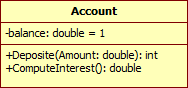 Account
-balance: double = 1
+Deposite(Amount: double): int
+ComputeInterest(): double